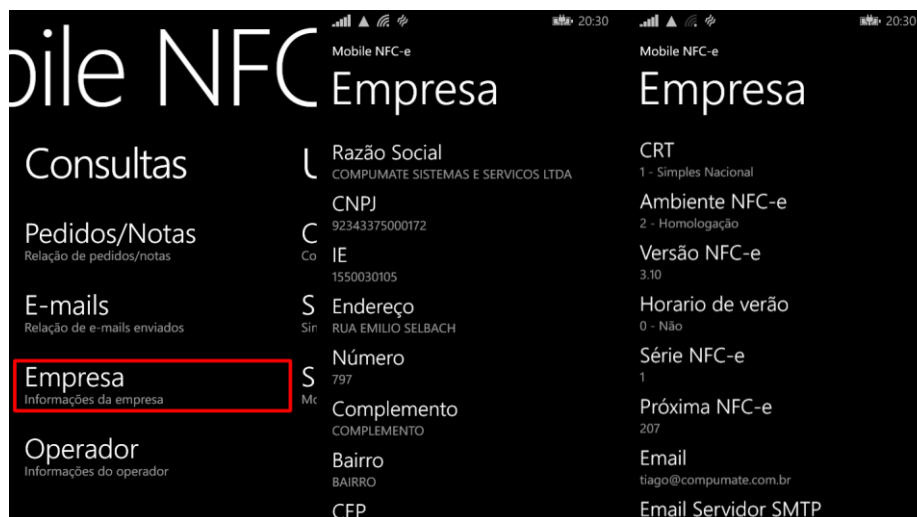 bile NFC
Consultas
U
Pedidos/Notas
Relação de pedidos/notas
C
Co
E-mails
Relação de e-mails enviados
S
Sin
Empresa
Informações da empresa
S
Mo
Operador
Informações do operador
20:30
Mobile NFC-e
Empresa
Razão Social
COMPUMATE SISTEMAS E SERVICOS LTDA
CNPJ
92343375000172
IE
1550030105
Endereço
RUA EMILIO SELBACH
Número
797
Complemento
COMPLEMENTO
Bairro
BAIRRO
CEP
20:30
Mobile NFC-e
Empresa
CRT
1 - Simples Nacional
Ambiente NFC-e
2 - Homologação
Versão NFC-e
3.10
Horario de verão
0 - Não
Série NFC-e
1
Próxima NFC-e
207
Email
tiago@compumate.com.br
Email Servidor SMTP